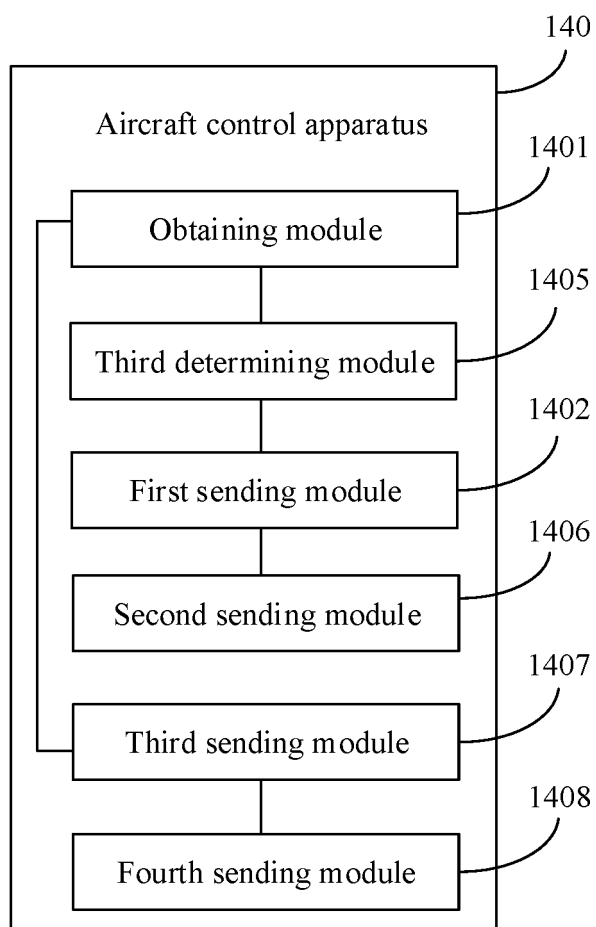 140
Aircraft control apparatus
1401
Obtaining module
1405
Third determining module
1402
First sending module
1406
Second sending module
1407
Third sending module
1408
Fourth sending module